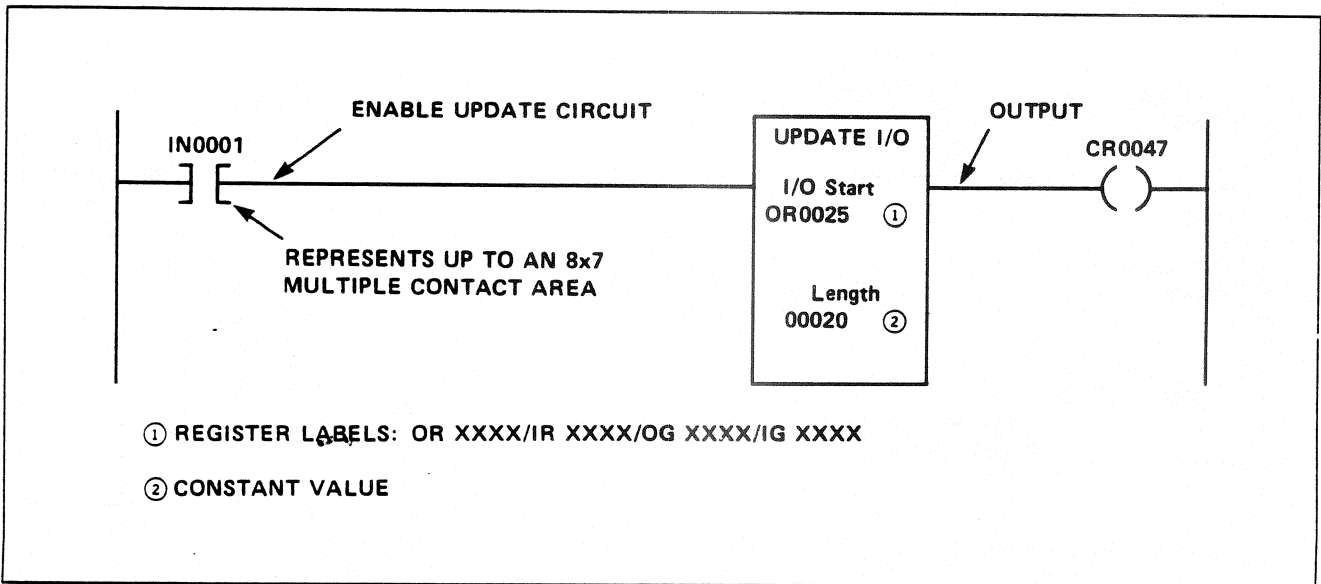 ENABLE UPDATE CIRCUIT
OUTPUT
IN0001
UPDATE I/O
CR0047
I/O Start
OR0025 ①
REPRESENTS UP TO AN 8x7
MULTIPLE CONTACT AREA
Length
00020 ②
① REGISTER LABELS: OR XXXX/IR XXXX/OG XXXX/IG XXXX
② CONSTANT VALUE